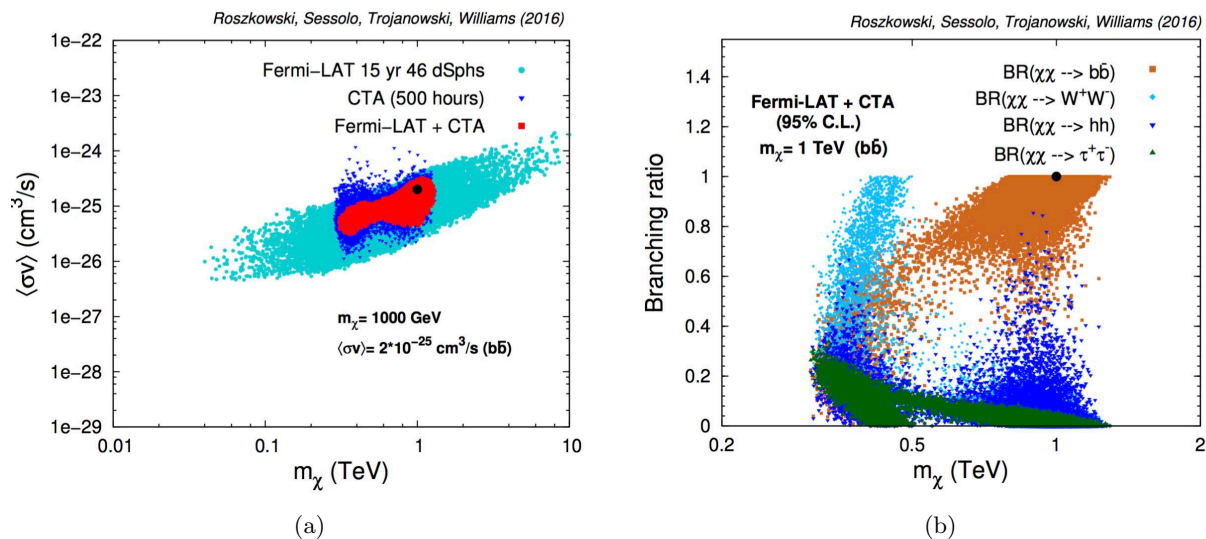 Roszkowski, Sessolo, Trojanowski, Williams (2016)
⟨σv⟩ (cm³/s)
1e−22
1e−23
1e−24
1e−25
1e−26
1e−27
1e−28
1e−29
Fermi−LAT 15 yr 46 dSphs
CTA (500 hours)
Fermi−LAT + CTA
mχ= 1000 GeV
⟨σv⟩= 2*10⁻²⁵ cm³/s (bb̄)
0.01 0.1 1 10
mχ (TeV)
(a)
Roszkowski, Sessolo, Trojanowski, Williams (2016)
Branching ratio
1.4
1.2
1
0.8
0.6
0.4
0.2
0
BR(χχ --> bb̄)
BR(χχ --> W⁺W⁻)
BR(χχ --> hh)
BR(χχ --> τ⁺τ⁻)
Fermi-LAT + CTA
(95% C.L.)
mχ= 1 TeV (bb̄)
0.2 0.5 1 2
mχ (TeV)
(b)